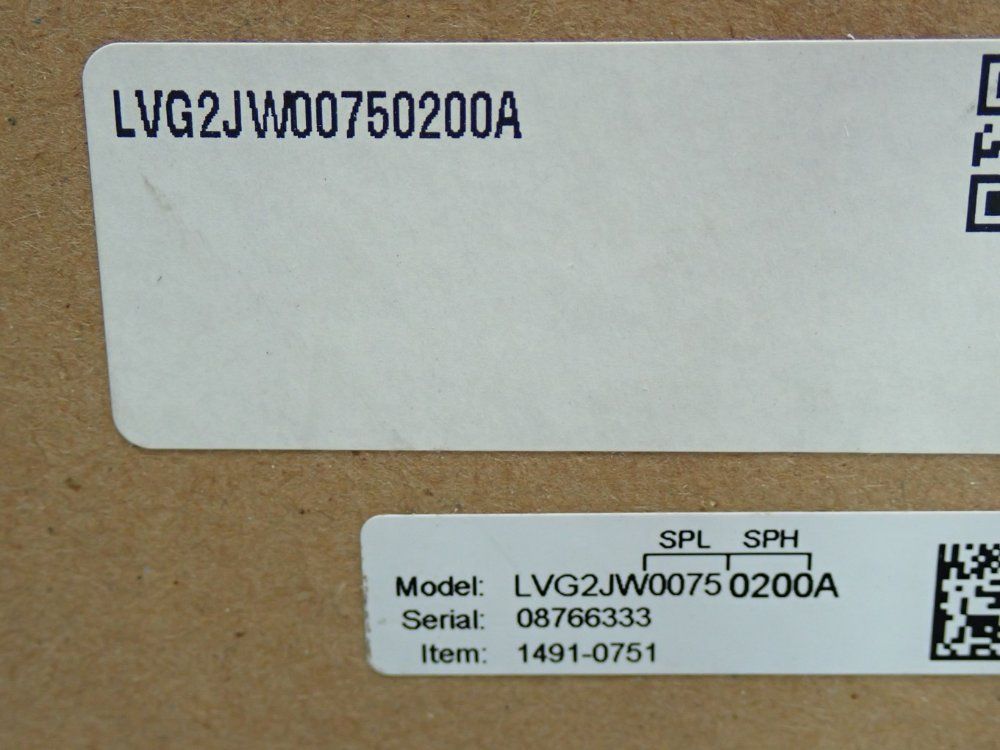 LVG2JW00750200A
SPL SPH
Model: LVG2JW0075 0200A
Serial: 08766333
Item: 1491-0751